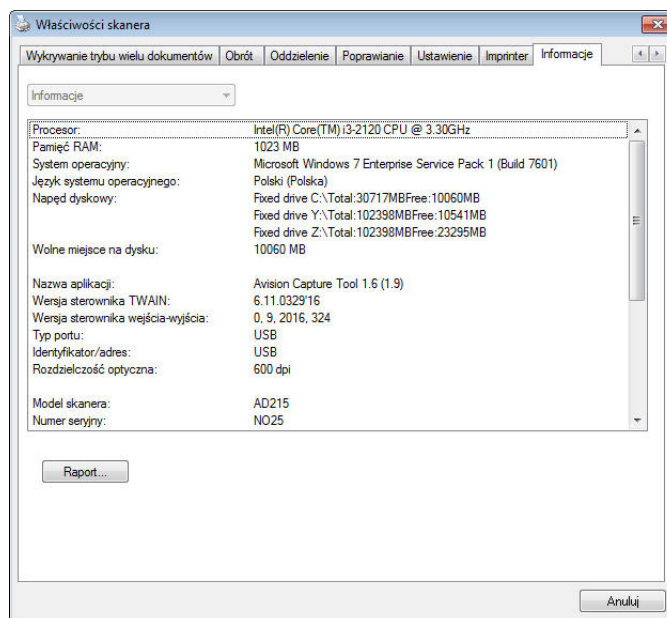 Właściwości skanera
Wykrywanie trybu wielu dokumentów Obrót Oddzielenie Poprawianie Ustawienie Imprinter Informacje
Informacje
Procesor: Intel(R) Core(TM) i3-2120 CPU @ 3.30GHz
Pamięć RAM: 1023 MB
System operacyjny: Microsoft Windows 7 Enterprise Service Pack 1 (Build 7601)
Język systemu operacyjnego: Polski (Polska)
Napęd dyskowy: Fixed drive C:\Total:30717MBFree:10060MB
Fixed drive Y:\Total:102398MBFree:10541MB
Fixed drive Z:\Total:102398MBFree:23295MB
Wolne miejsce na dysku: 10060 MB
Nazwa aplikacji: Avision Capture Tool 1.6 (1.9)
Wersja sterownika TWAIN: 6.11.0329'16
Wersja sterownika wejścia-wyjścia: 0, 9, 2016, 324
Typ portu: USB
Identyfikator/adres: USB
Rozdzielczość optyczna: 600 dpi
Model skanera: AD215
Numer seryjny: NO25
Raport...
Anuluj